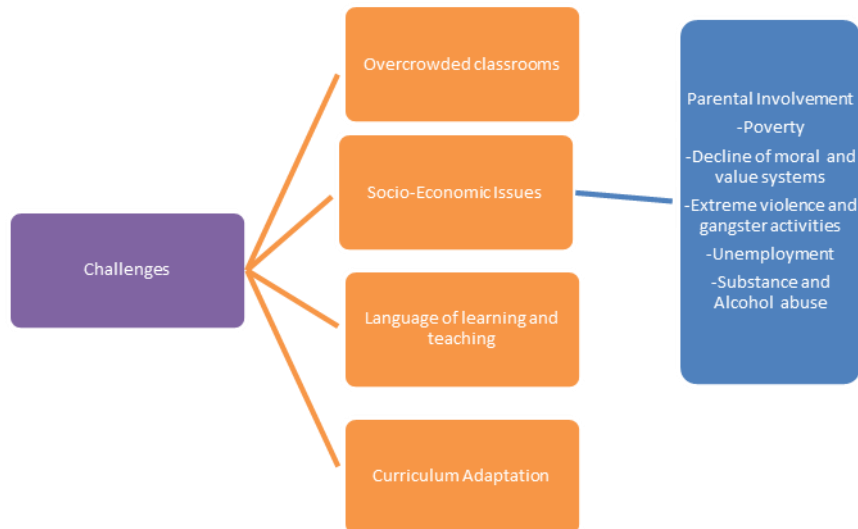 Challenges
Overcrowded classrooms
Socio-Economic Issues
Language of learning and
teaching
Curriculum Adaptation
Parental Involvement
-Poverty
-Decline of moral and
value systems
-Extreme violence and
gangster activities
-Unemployment
-Substance and
Alcohol abuse